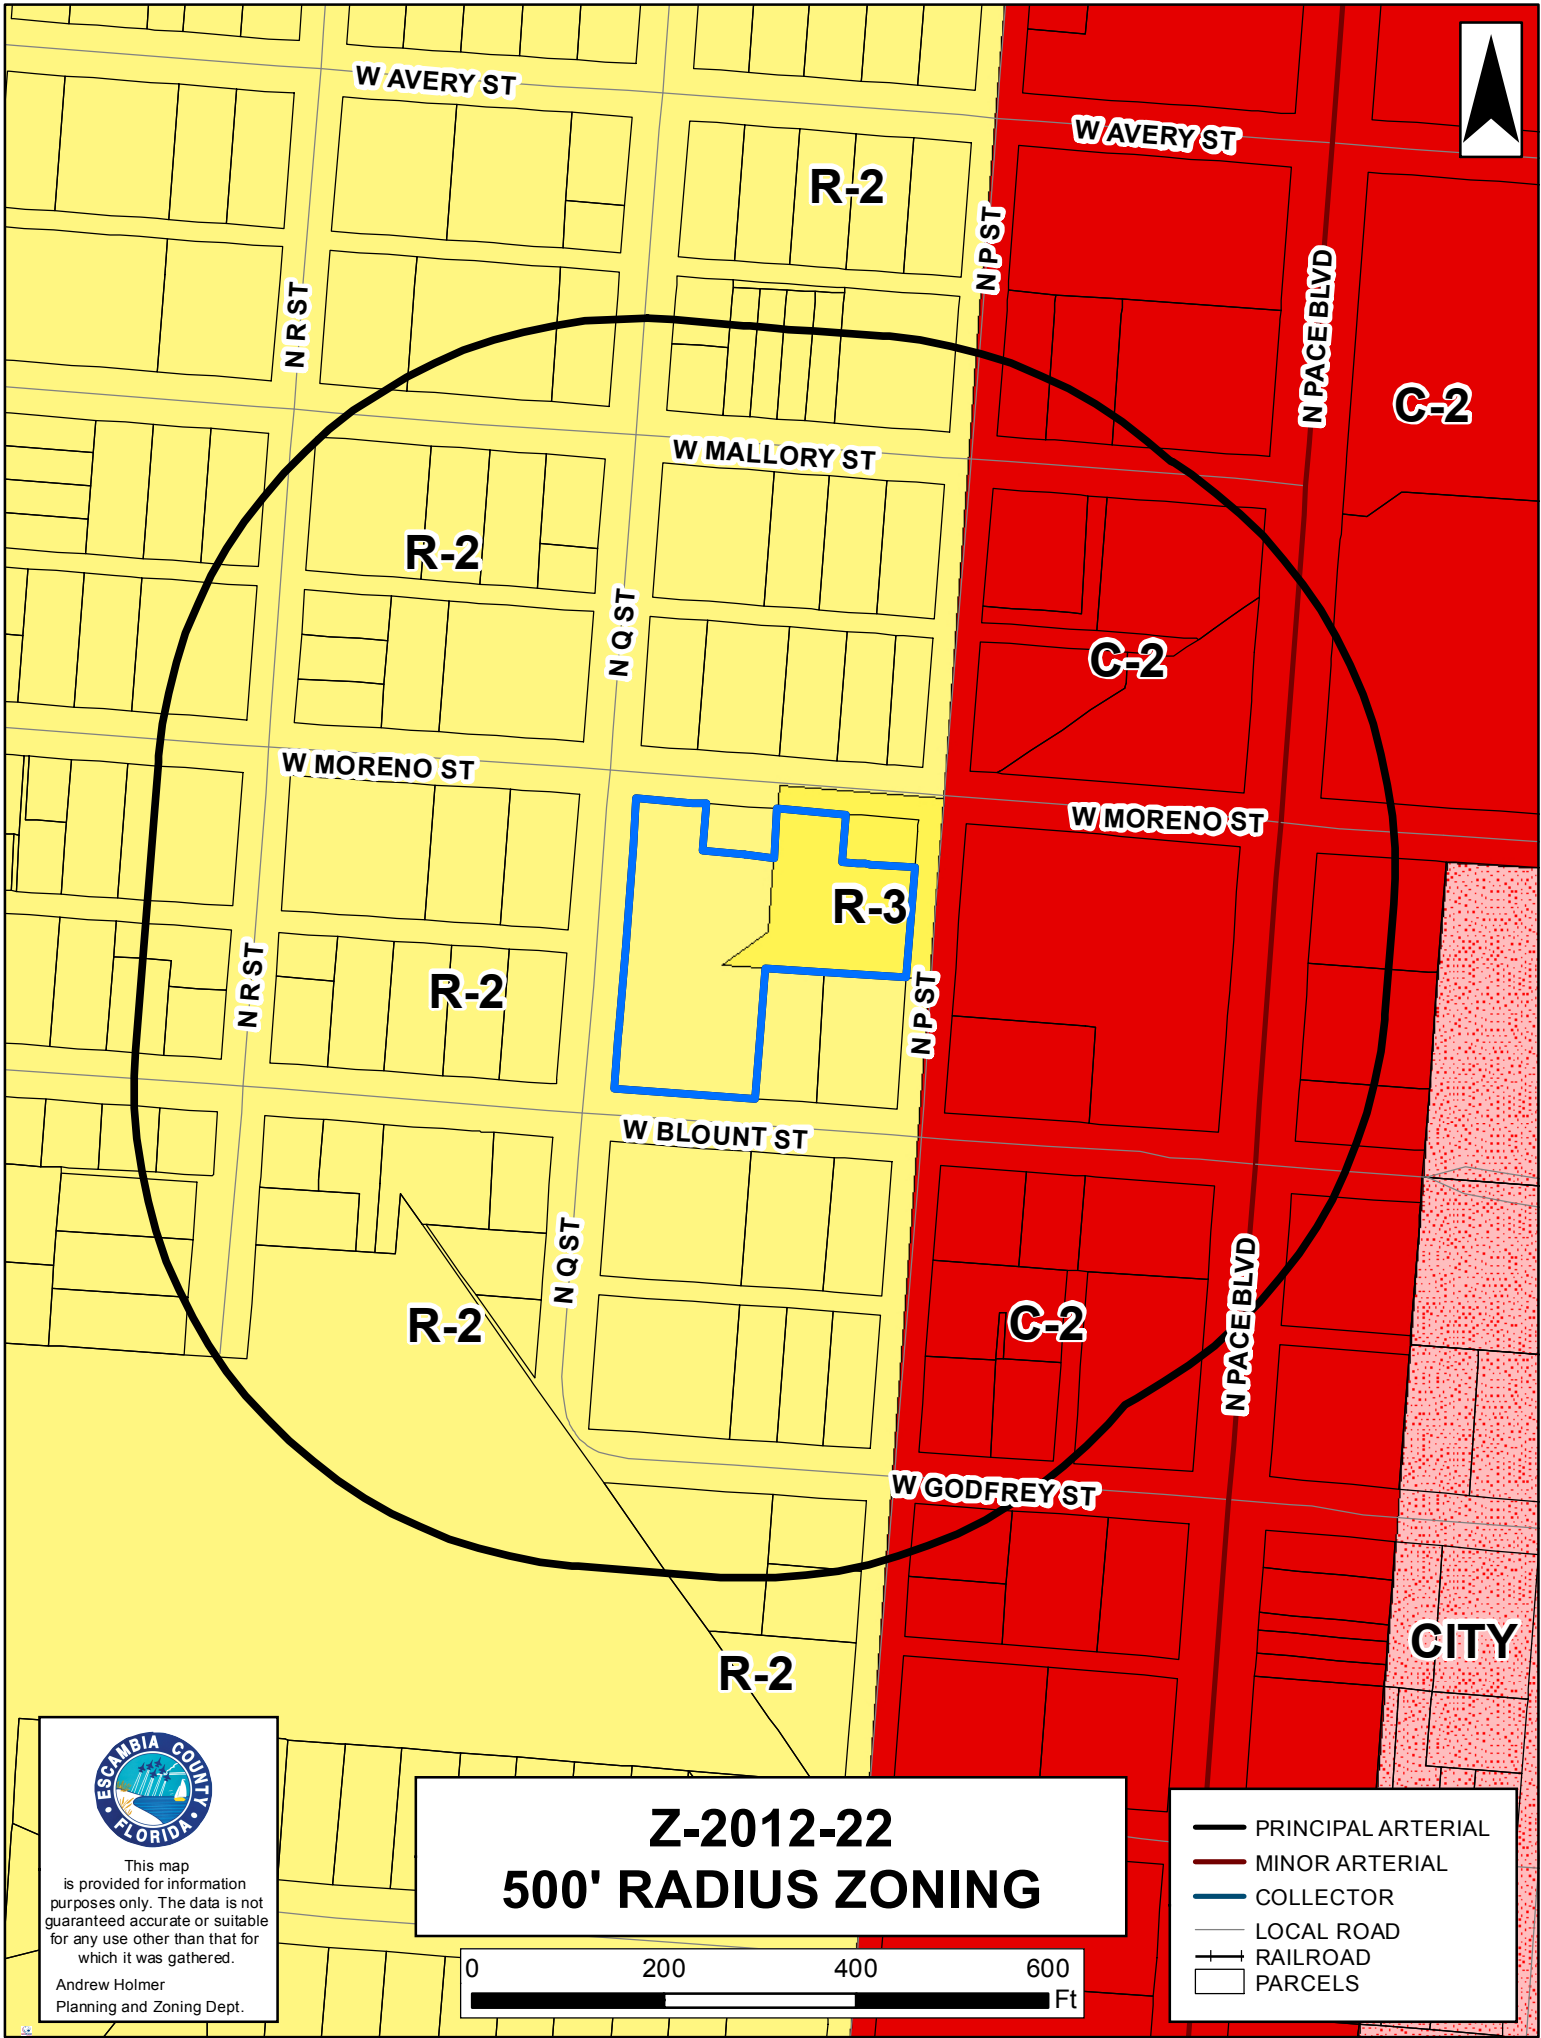 W AVERY ST
W AVERY ST
R-2
N P ST
N PACE BLVD
N R ST
C-2
W MALLORY ST
R-2
N Q ST
C-2
W MORENO ST
W MORENO ST
R-3
N R ST
R-2
N P ST
W BLOUNT ST
N Q ST
N PACE BLVD
R-2
C-2
W GODFREY ST
CITY
R-2
ESCAMBIA COUNTY
FLORIDA
This map
is provided for information
purposes only. The data is not
guaranteed accurate or suitable
for any use other than that for
which it was gathered.
Andrew Holmer
Planning and Zoning Dept.
Z-2012-22
500' RADIUS ZONING
0 200 400 600
Ft
PRINCIPAL ARTERIAL
MINOR ARTERIAL
COLLECTOR
LOCAL ROAD
RAILROAD
PARCELS